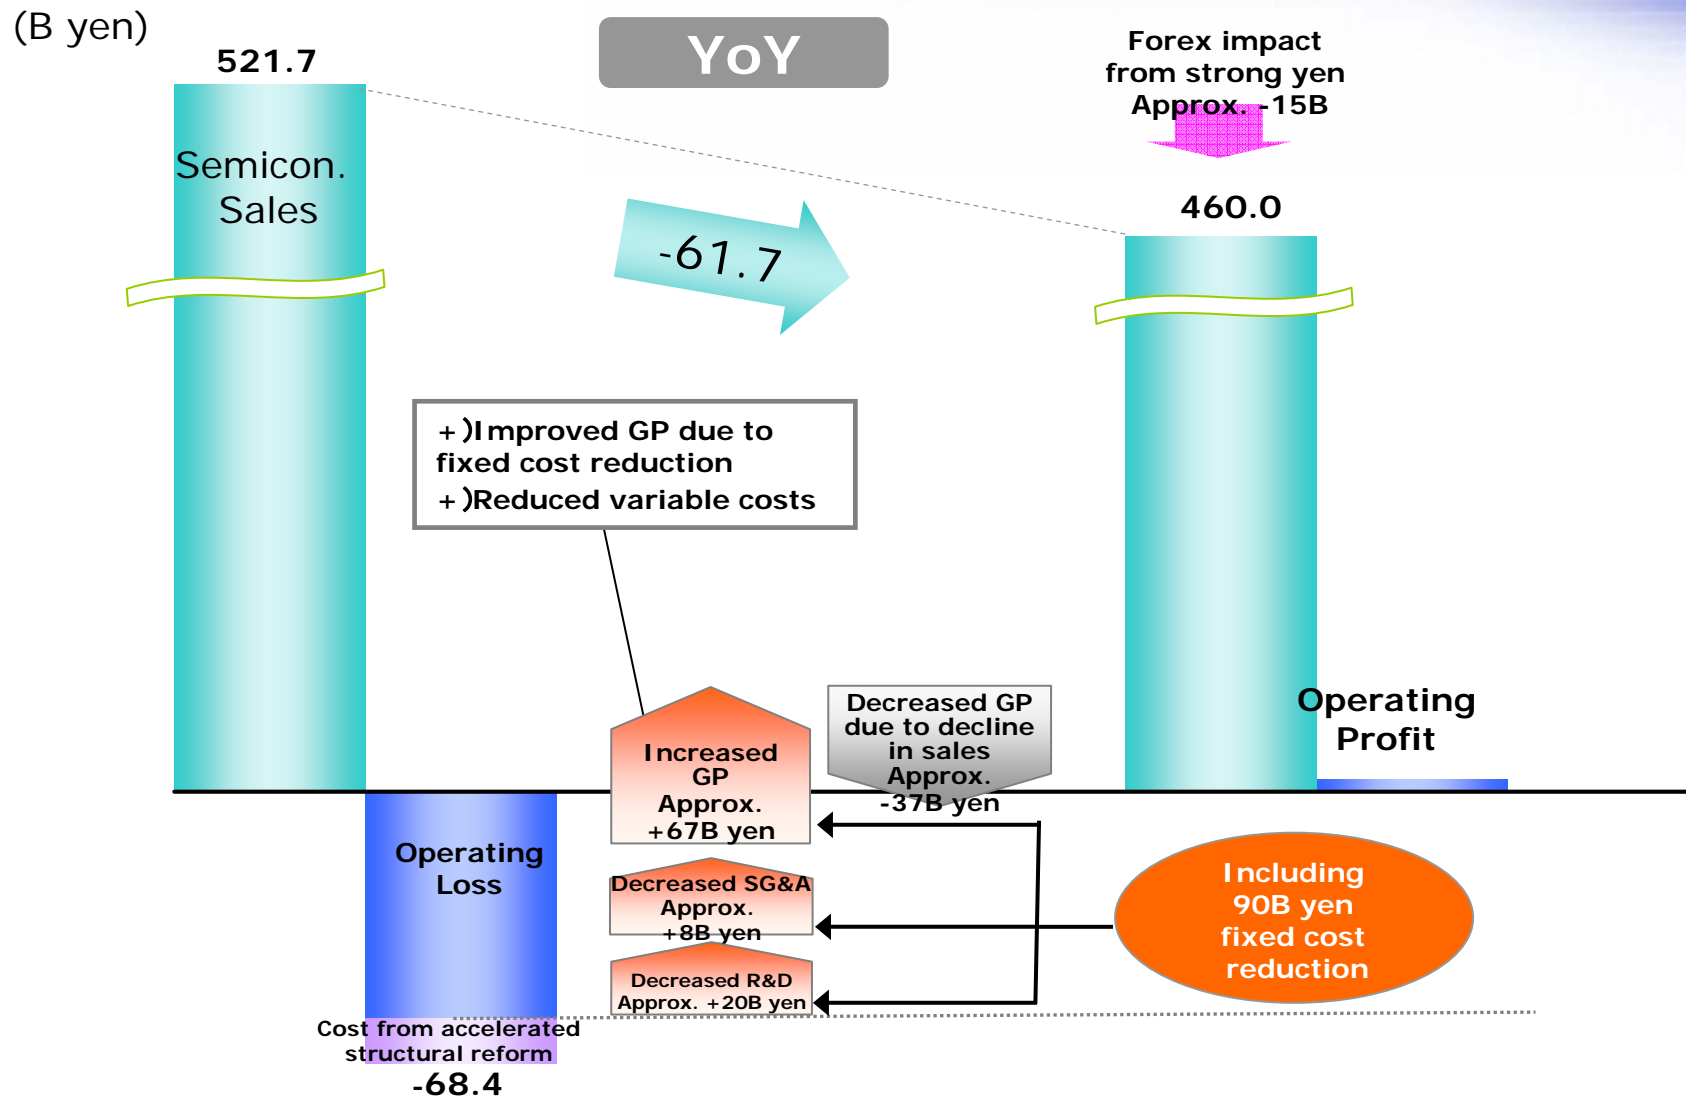 (B yen)
521.7
YoY
Forex impact
from strong yen
Approx. -15B
Semicon.
Sales
-61.7
460.0
+)Improved GP due to
fixed cost reduction
+)Reduced variable costs
Increased
GP
Approx.
+67B yen
Decreased GP
due to decline
in sales
Approx.
-37B yen
Operating
Profit
Operating
Loss
Decreased SG&A
Approx.
+8B yen
Decreased R&D
Approx. +20B yen
Including
90B yen
fixed cost
reduction
Cost from accelerated
structural reform
-68.4